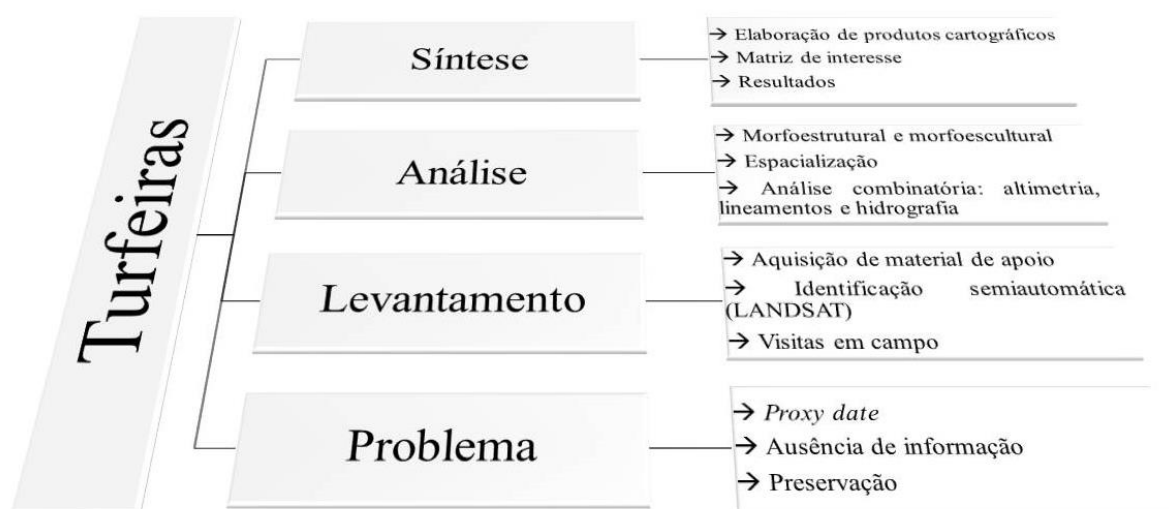 Turfeiras
Síntese
→ Elaboração de produtos cartográficos
→ Matriz de interesse
→ Resultados
Análise
→ Morfoestrutural e morfoescultural
→ Espacialização
→ Análise combinatória: altimetria,
lineamentos e hidrografia
Levantamento
→ Aquisição de material de apoio
→ Identificação semiautomática
(LANDSAT)
→ Visitas em campo
Problema
→ Proxy date
→ Ausência de informação
→ Preservação